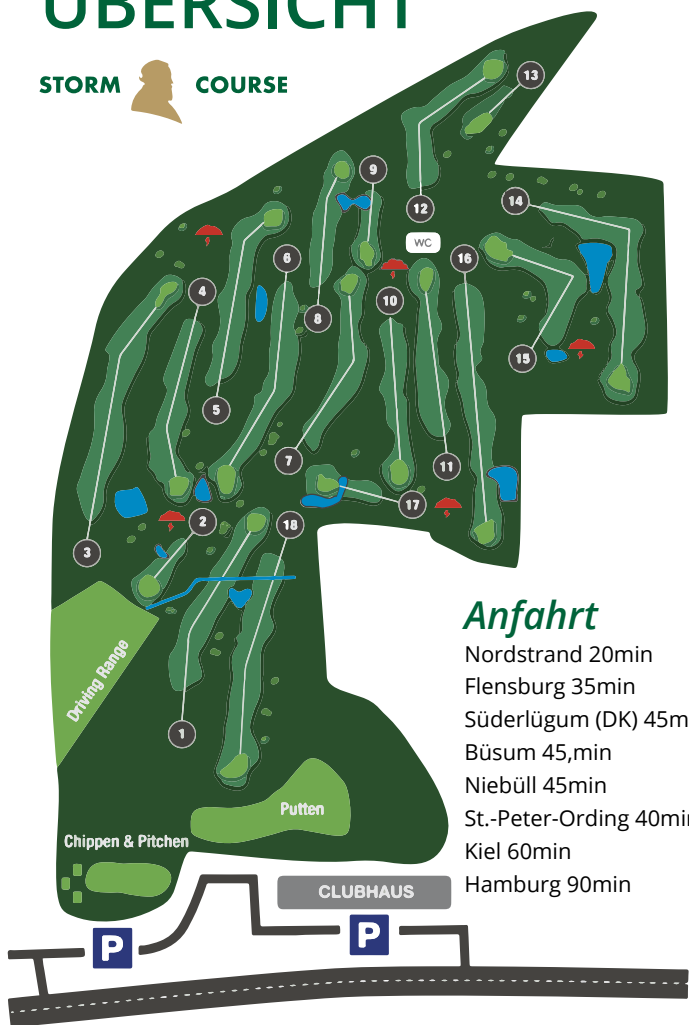 ÜBERSICHT
STORM COURSE
13
9
14
12
WC
6
16
4
10
8
15
5
7
11
17
2
18
3
Driving Range
1
Anfahrt
Nordstrand 20min
Flensburg 35min
Süderlügum (DK) 45m
Büsum 45,min
Niebüll 45min
St.-Peter-Ording 40min
Kiel 60min
Hamburg 90min
Putten
Chippen & Pitchen
CLUBHAUS
P
P